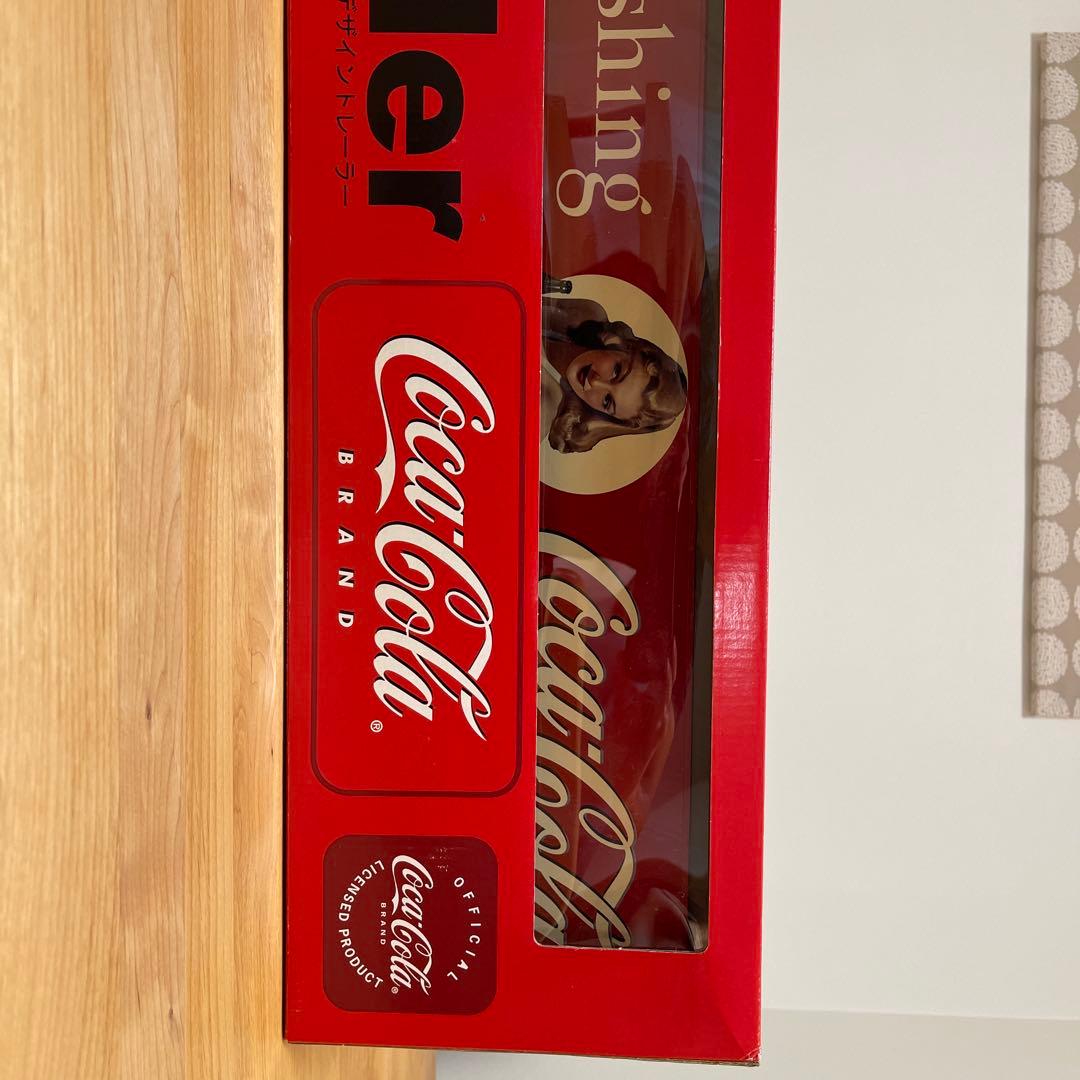 shing
Coca-Cola
ler
デザイントレーラー
Coca-Cola®
BRAND
OFFICIAL
Coca-Cola®
BRAND
LICENSED PRODUCT